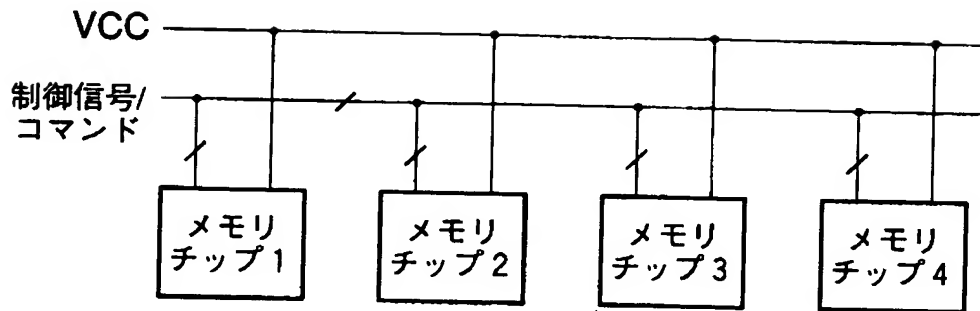 VCC
制御信号/
コマンド
メモリ
チップ1
メモリ
チップ2
メモリ
チップ3
メモリ
チップ4